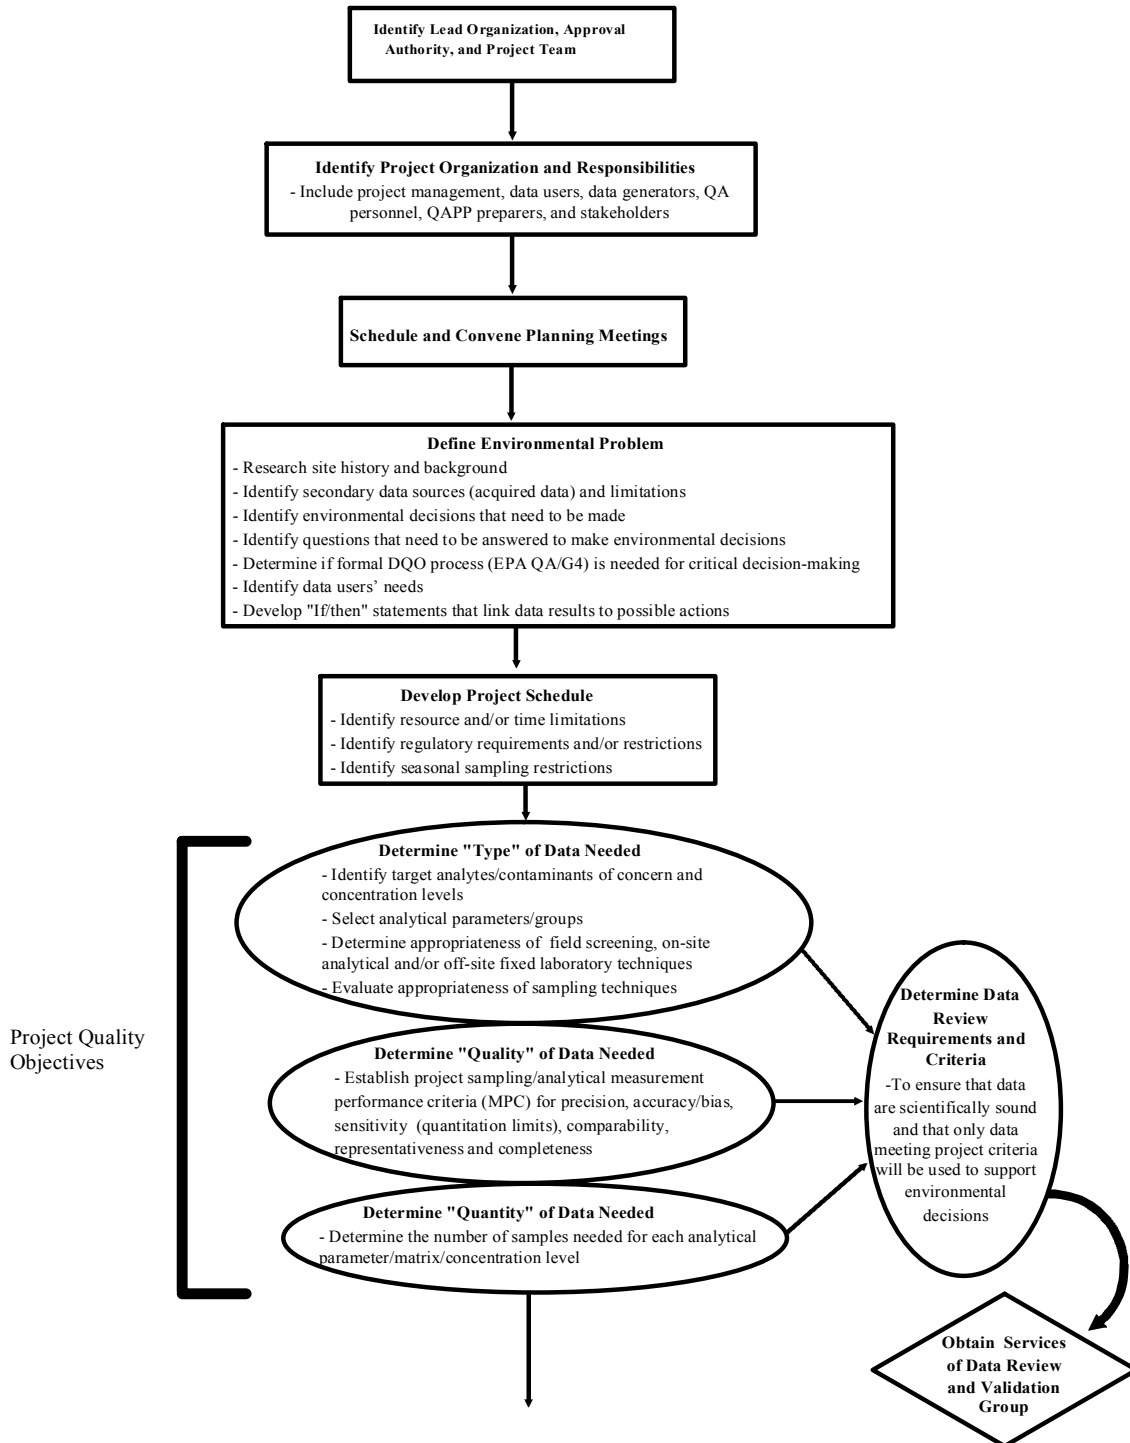 Identify Lead Organization, Approval
Authority, and Project Team
Identify Project Organization and Responsibilities
- Include project management, data users, data generators, QA
personnel, QAPP preparers, and stakeholders
Schedule and Convene Planning Meetings
Define Environmental Problem
- Research site history and background
- Identify secondary data sources (acquired data) and limitations
- Identify environmental decisions that need to be made
- Identify questions that need to be answered to make environmental decisions
- Determine if formal DQO process (EPA QA/G4) is needed for critical decision-making
- Identify data users’ needs
- Develop "If/then" statements that link data results to possible actions
Develop Project Schedule
- Identify resource and/or time limitations
- Identify regulatory requirements and/or restrictions
- Identify seasonal sampling restrictions
Project Quality
Objectives
Determine "Type" of Data Needed
- Identify target analytes/contaminants of concern and
concentration levels
- Select analytical parameters/groups
- Determine appropriateness of field screening, on-site
analytical and/or off-site fixed laboratory techniques
- Evaluate appropriateness of sampling techniques
Determine "Quality" of Data Needed
- Establish project sampling/analytical measurement
performance criteria (MPC) for precision, accuracy/bias,
sensitivity (quantitation limits), comparability,
representativeness and completeness
Determine "Quantity" of Data Needed
- Determine the number of samples needed for each analytical
parameter/matrix/concentration level
Determine Data
Review
Requirements and
Criteria
-To ensure that data
are scientifically sound
and that only data
meeting project criteria
will be used to support
environmental
decisions
Obtain Services
of Data Review
and Validation
Group